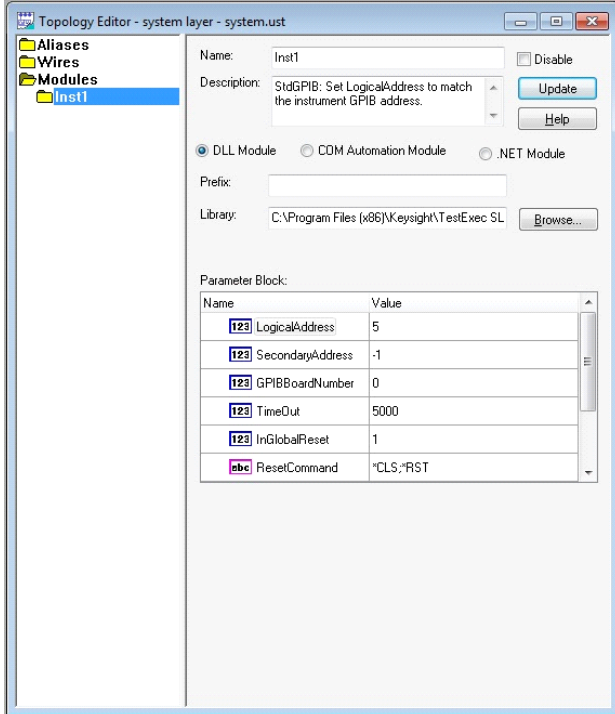 Topology Editor - system layer - system.ust
Aliases
Wires
Modules
Inst1
Name: Inst1 Disable
Description: StdGPIB: Set LogicalAddress to match
the instrument GPIB address.
Update
Help
DLL Module COM Automation Module .NET Module
Prefix:
Library: C:\Program Files (x86)\Keysight\TestExec SL Browse...
Parameter Block:
Name Value
123 LogicalAddress 5
123 SecondaryAddress -1
123 GPIBBoardNumber 0
123 TimeOut 5000
123 InGlobalReset 1
abc ResetCommand *CLS;*RST